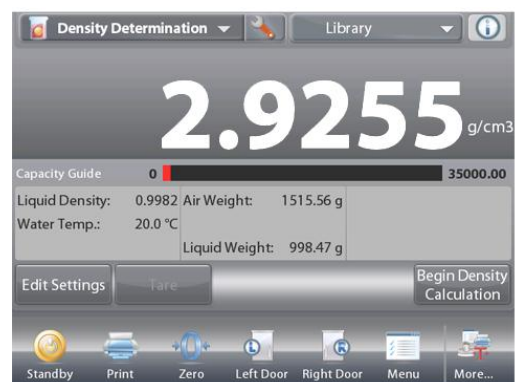 Density Determination
Library
2.9255 g/cm3
Capacity Guide 0 35000.00
Liquid Density: 0.9982 Air Weight: 1515.56 g
Water Temp.: 20.0 °C
Liquid Weight: 998.47 g
Edit Settings Tare Begin Density
Calculation
L R
Standby Print Zero Left Door Right Door Menu More...